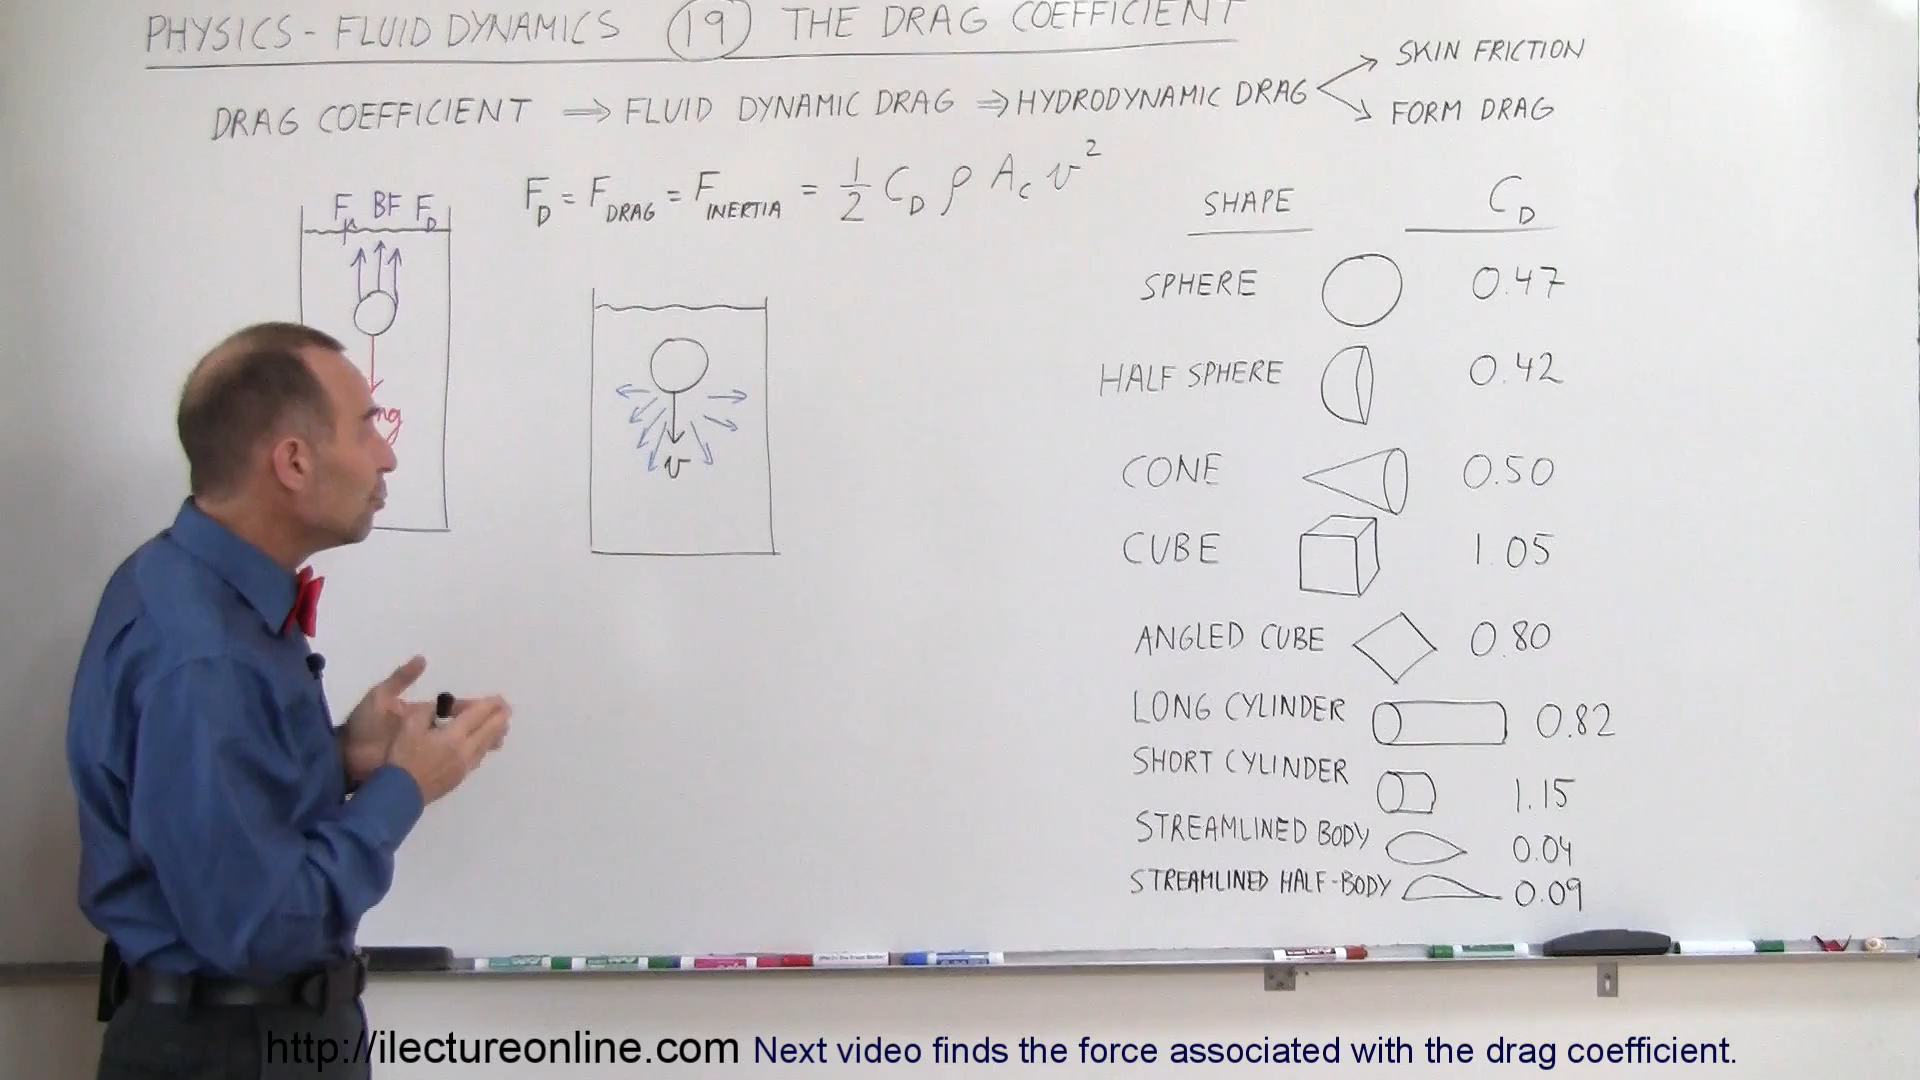 PHYSICS - FLUID DYNAMICS 19 THE DRAG COEFFICIENT
DRAG COEFFICIENT ⇒ FLUID DYNAMIC DRAG ⇒ HYDRODYNAMIC DRAG
SKIN FRICTION
FORM DRAG
F_D = F_DRAG = F_INERTIA = 1/2 C_D ρ A_c v²
F_μ BF F_D
mg
v
SHAPE C_D
SPHERE 0.47
HALF SPHERE 0.42
CONE 0.50
CUBE 1.05
ANGLED CUBE 0.80
LONG CYLINDER 0.82
SHORT CYLINDER 1.15
STREAMLINED BODY 0.04
STREAMLINED HALF-BODY 0.09
http://ilectureonline.com Next video finds the force associated with the drag coefficient.